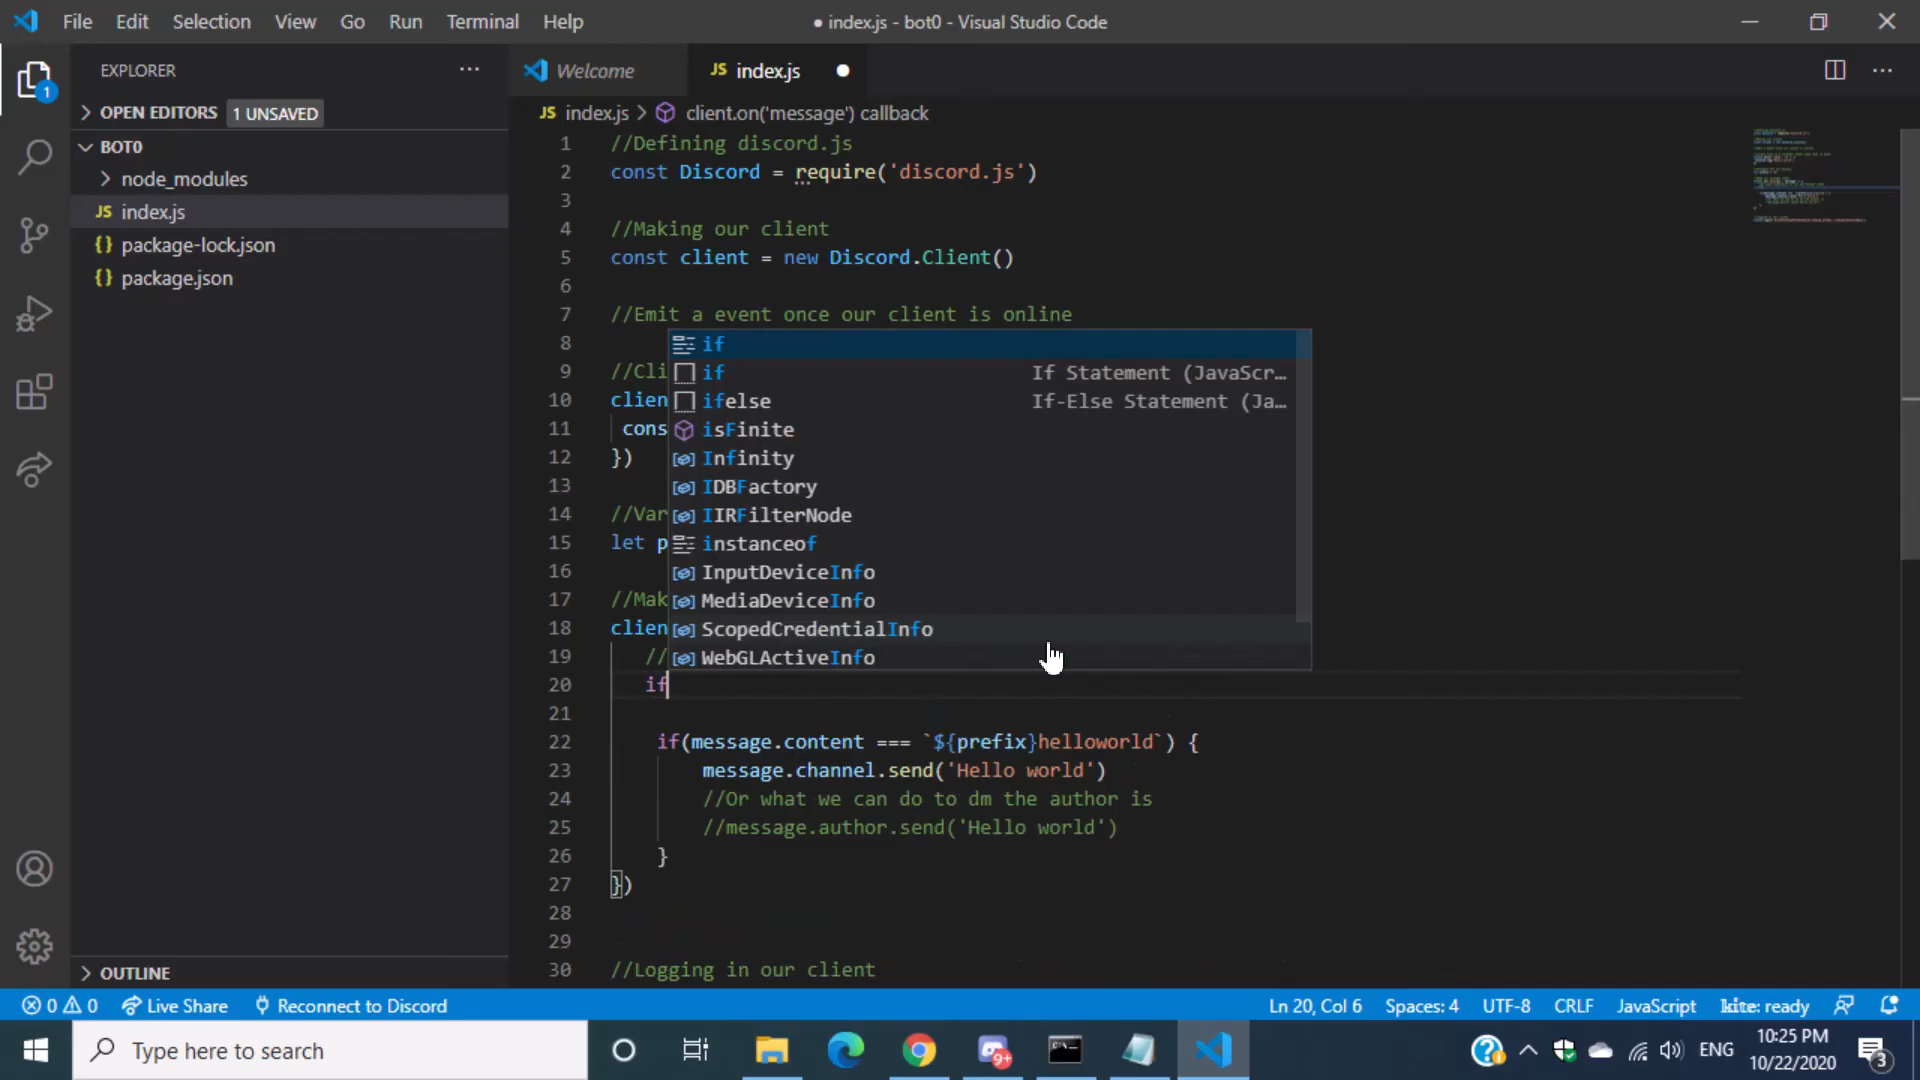 File Edit Selection View Go Run Terminal Help
● index.js - bot0 - Visual Studio Code
EXPLORER
OPEN EDITORS 1 UNSAVED
BOT0
node_modules
JS index.js
{} package-lock.json
{} package.json
OUTLINE
1
Welcome
JS index.js
JS index.js > client.on('message') callback
1 //Defining discord.js
2 const Discord = require('discord.js')
3
4 //Making our client
5 const client = new Discord.Client()
6
7 //Emit a event once our client is online
8
9 //Cli
10 clien
11 cons
12 })
13
14 //Var
15 let p
16
17 //Mak
18 clien
19 //
20 if
21
22 if(message.content === `${prefix}helloworld`) {
23 message.channel.send('Hello world')
24 //Or what we can do to dm the author is
25 //message.author.send('Hello world')
26 }
27 })
28
29
30 //Logging in our client
if
if If Statement (JavaScr…
ifelse If-Else Statement (Ja…
isFinite
Infinity
IDBFactory
IIRFilterNode
instanceof
InputDeviceInfo
MediaDeviceInfo
ScopedCredentialInfo
WebGLActiveInfo
0 0 Live Share Reconnect to Discord
Ln 20, Col 6 Spaces: 4 UTF-8 CRLF JavaScript kite: ready
Type here to search
9+
ENG
10:25 PM
10/22/2020
3